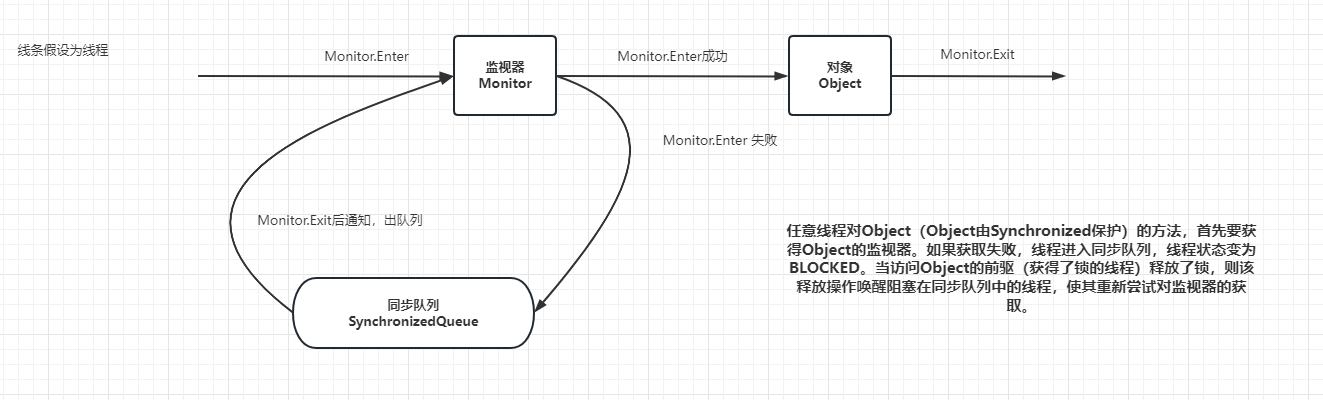 线条假设为线程
Monitor.Enter
监视器
Monitor
Monitor.Enter成功
对象
Object
Monitor.Exit
Monitor.Enter 失败
Monitor.Exit后通知，出队列
任意线程对Object（Object由Synchronized保护）的方法，首先要获
得Object的监视器。如果获取失败，线程进入同步队列，线程状态变为
BLOCKED。当访问Object的前驱（获得了锁的线程）释放了锁，则该
释放操作唤醒阻塞在同步队列中的线程，使其重新尝试对监视器的获
取。
同步队列
SynchronizedQueue